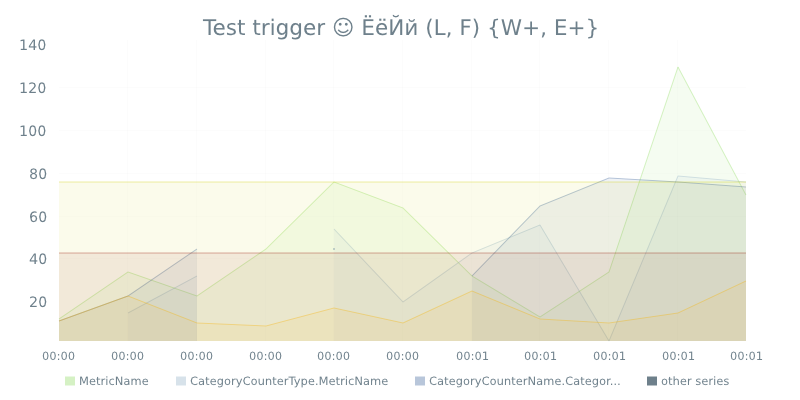 Test trigger ☺ ЁёЙй (L, F) {W+, E+}
140
120
100
80
60
40
20
00:00 00:00 00:00 00:00 00:00 00:00 00:01 00:01 00:01 00:01 00:01
MetricName CategoryCounterType.MetricName CategoryCounterName.Categor... other series